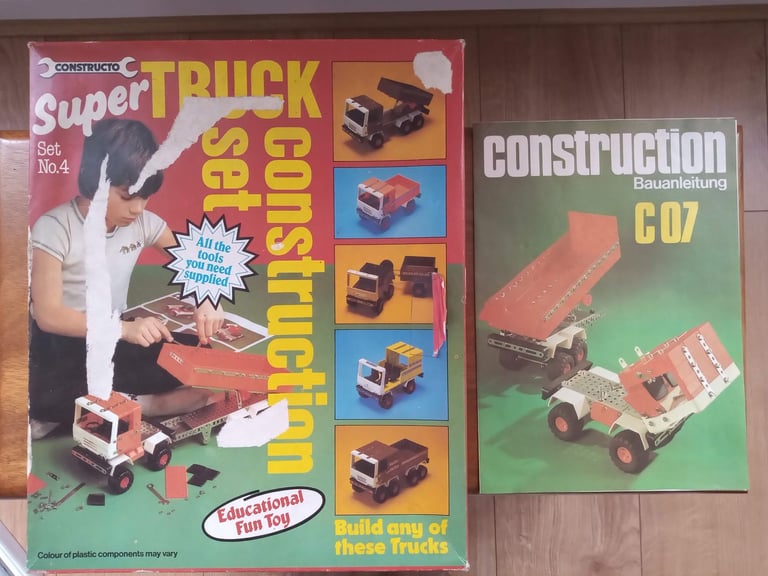 CONSTRUCTO
Super TRUCK
construction
set
Set
No.4
All the
tools
you need
supplied
Educational
Fun Toy
Build any of
these Trucks
Colour of plastic components may vary
construction
Bauanleitung
C 07